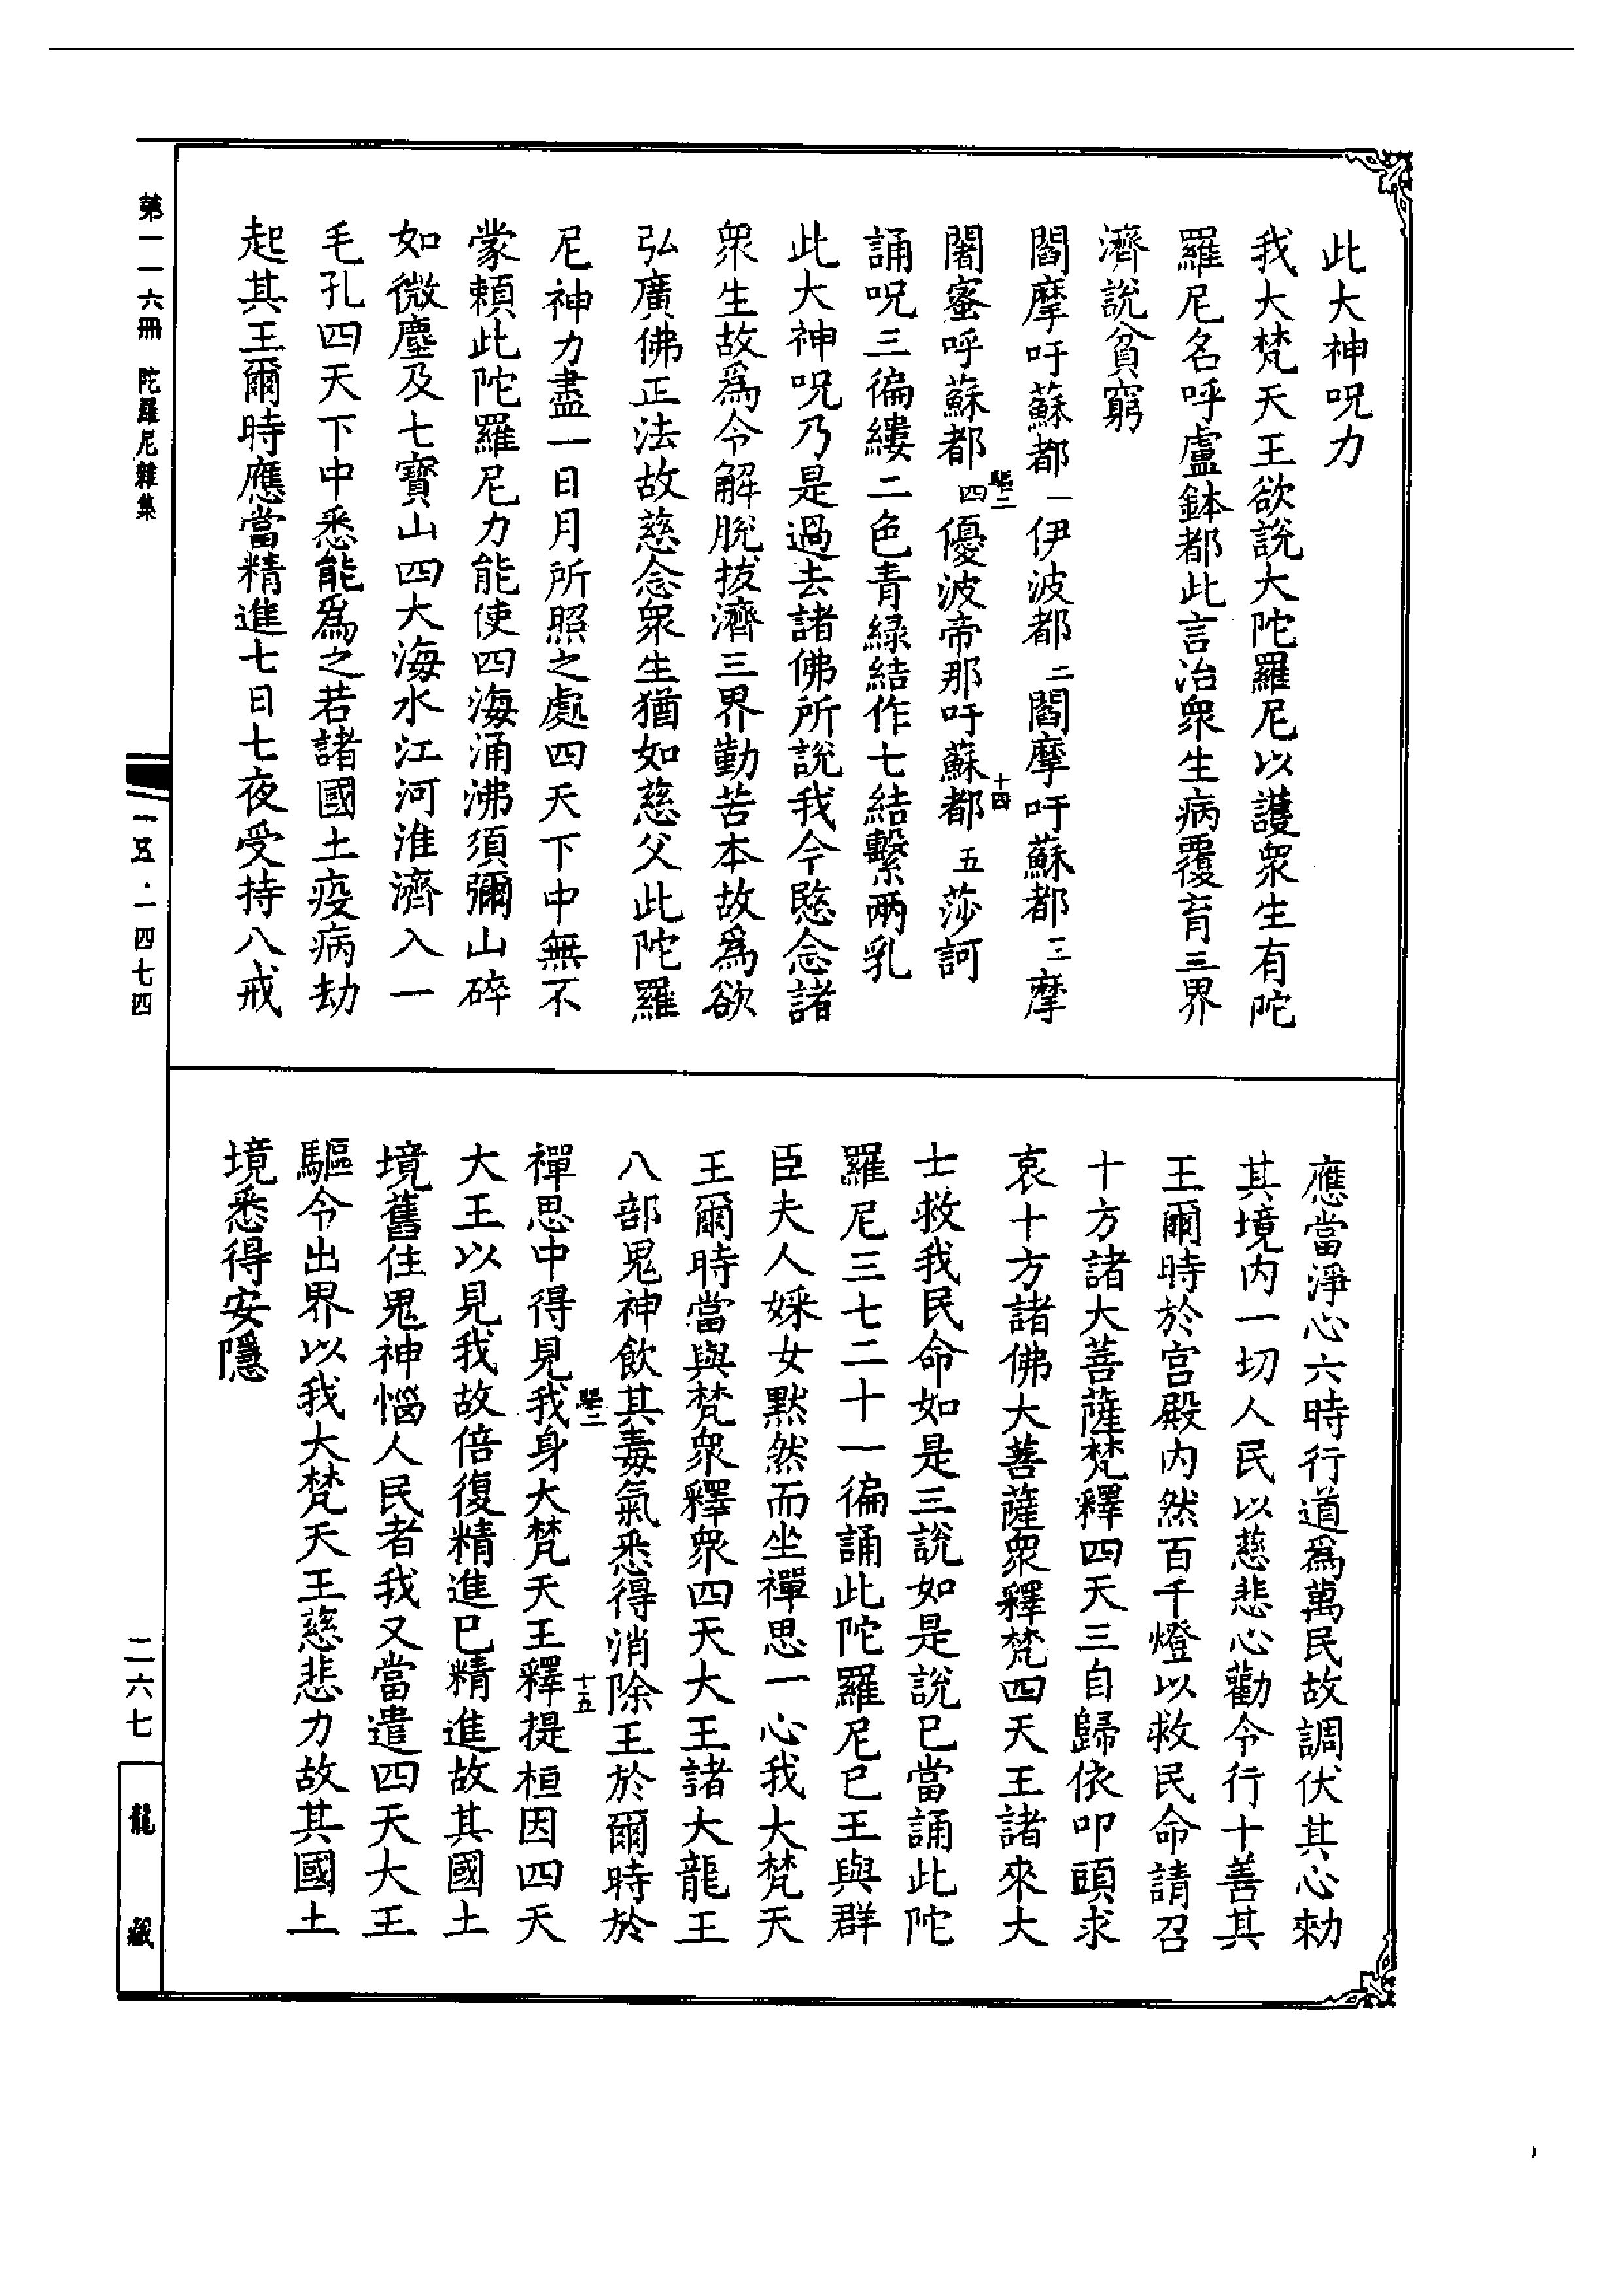 此大神呪力
我大梵天王欲說大陀羅尼以護眾生有陀
羅尼名呼盧鉢都此言治眾生病覆育三界
濟說貧窮
閻摩吁蘇都一伊波都二閻摩吁蘇都三摩
闍蜜呼蘇都四優波帝那吁蘇都五莎訶
驅二
十四
誦呪三徧縷二色青緑結作七結繫兩乳
此大神呪乃是過去諸佛所說我今愍念諸
眾生故爲令解脫拔濟三界勤苦本故爲欲
弘廣佛正法故慈念眾生猶如慈父此陀羅
尼神力盡一日月所照之處四天下中無不
蒙賴此陀羅尼力能使四海涌沸須彌山碎
如微塵及七寶山四大海水江河淮濟入一
毛孔四天下中悉能爲之若諸國土疫病劫
起其王爾時應當精進七日七夜受持八戒
應當淨心六時行道爲萬民故調伏其心勑
其境内一切人民以慈悲心勸令行十善其
王爾時於宫殿内然百千燈以救民命請召
十方諸大菩薩梵釋四天三自歸依叩頭求
哀十方諸佛大菩薩眾釋梵四天王諸來大
士救我民命如是三說如是說已當誦此陀
羅尼三七二十一徧誦此陀羅尼已王與群
臣夫人婇女默然而坐禪思一心我大梵天
王爾時當與梵眾釋眾四天大王諸大龍王
八部鬼神飲其毒氣悉得消除王於爾時於
驅二
十五
禪思中得見我身大梵天王釋提桓因四天
大王以見我故倍復精進已精進故其國土
境舊住鬼神惱人民者我又當遣四天大王
驅令出界以我大梵天王慈悲力故其國土
境悉得安隱
第一一六冊 陀羅尼雜集
一五·一四七四
二六七
龍藏